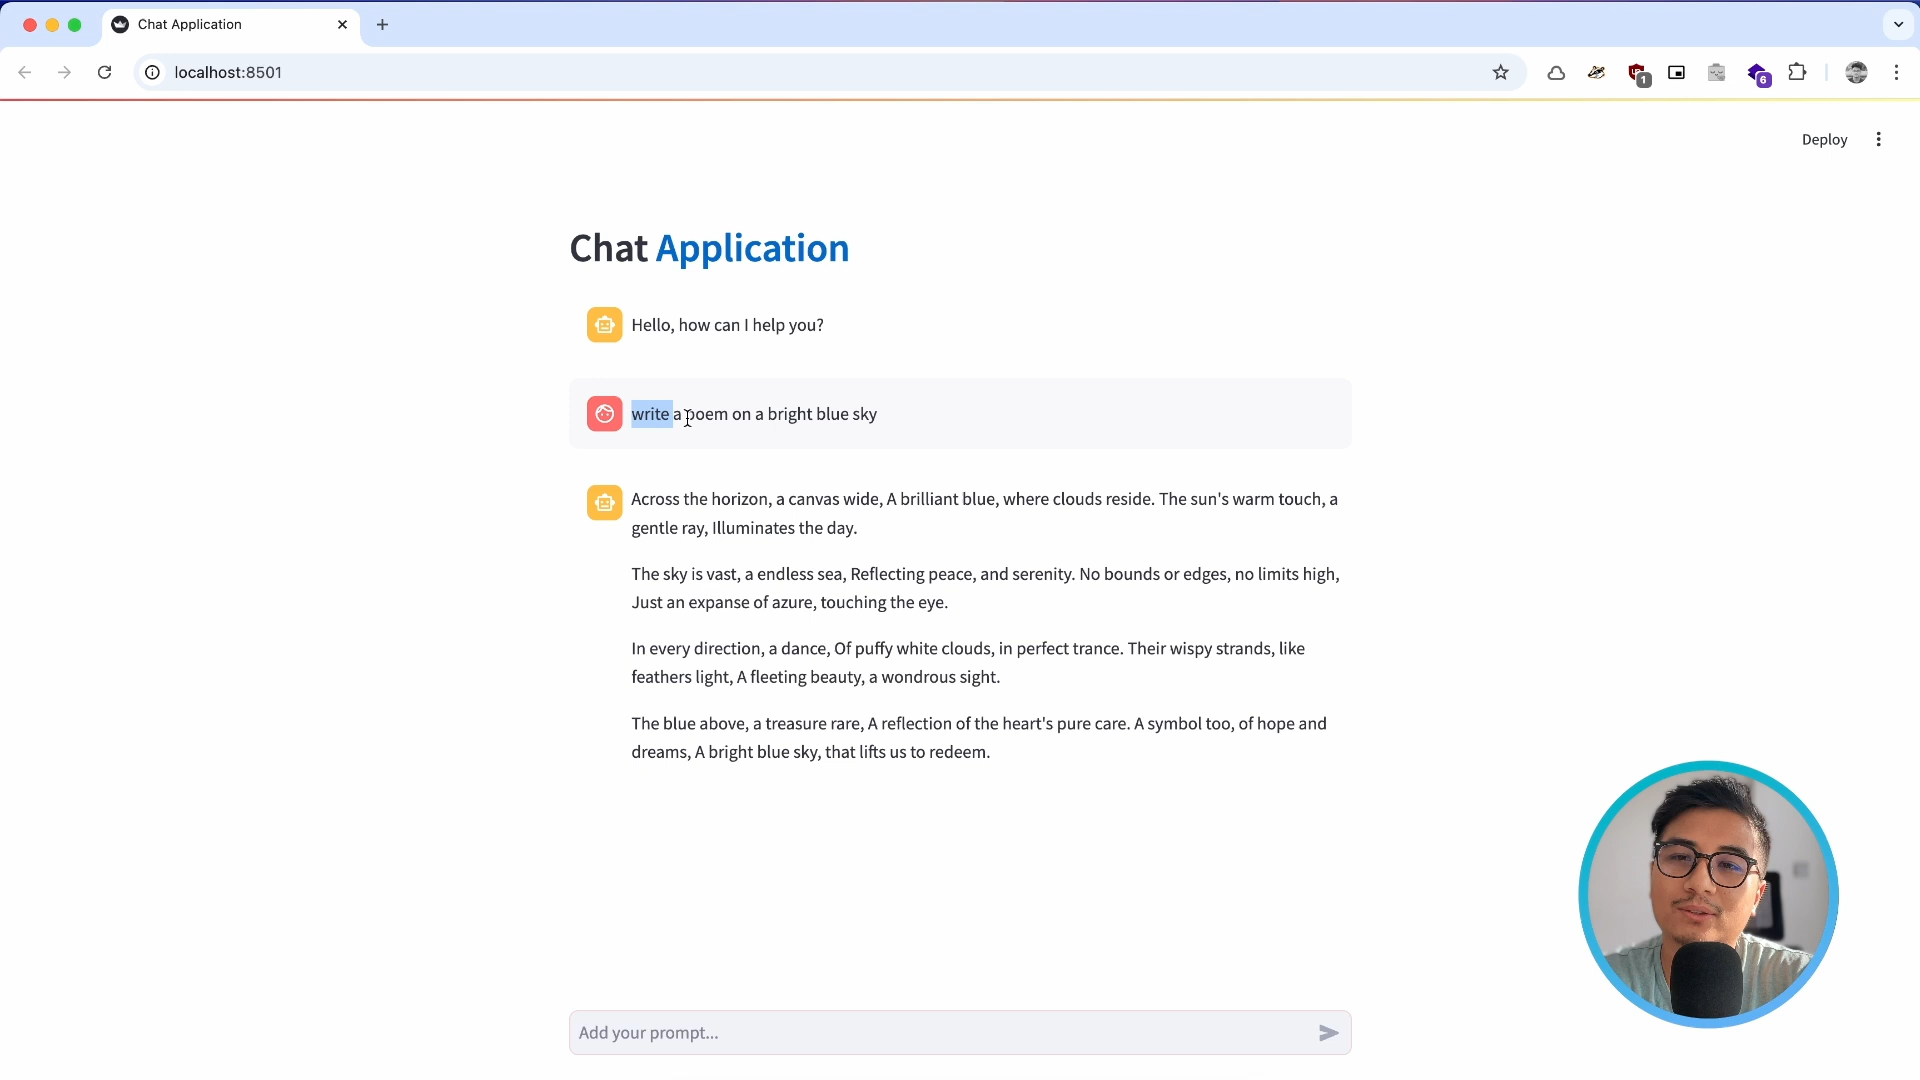 Chat Application
localhost:8501
1
6
Deploy
Chat Application
Hello, how can I help you?
write a poem on a bright blue sky
Across the horizon, a canvas wide, A brilliant blue, where clouds reside. The sun's warm touch, a
gentle ray, Illuminates the day.
The sky is vast, a endless sea, Reflecting peace, and serenity. No bounds or edges, no limits high,
Just an expanse of azure, touching the eye.
In every direction, a dance, Of puffy white clouds, in perfect trance. Their wispy strands, like
feathers light, A fleeting beauty, a wondrous sight.
The blue above, a treasure rare, A reflection of the heart's pure care. A symbol too, of hope and
dreams, A bright blue sky, that lifts us to redeem.
Add your prompt...